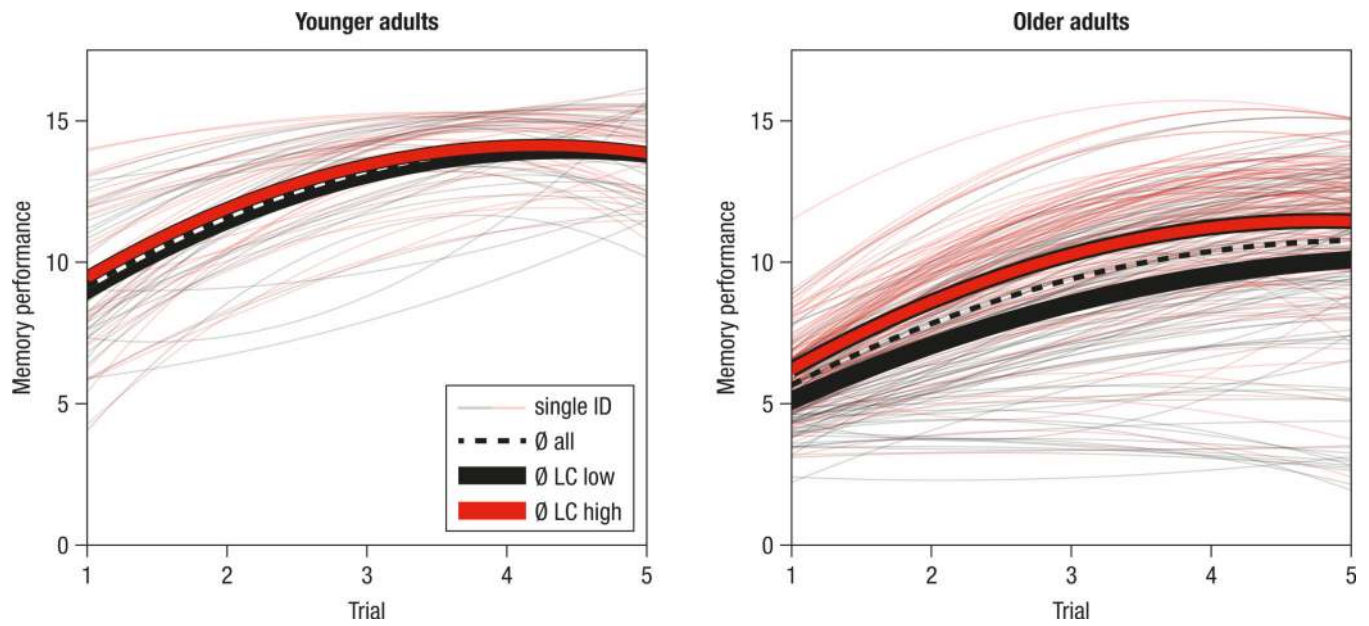 Younger adults
Memory performance
15
10
5
0
1 2 3 4 5
Trial
single ID
Ø all
Ø LC low
Ø LC high
Older adults
Memory performance
15
10
5
0
1 2 3 4 5
Trial